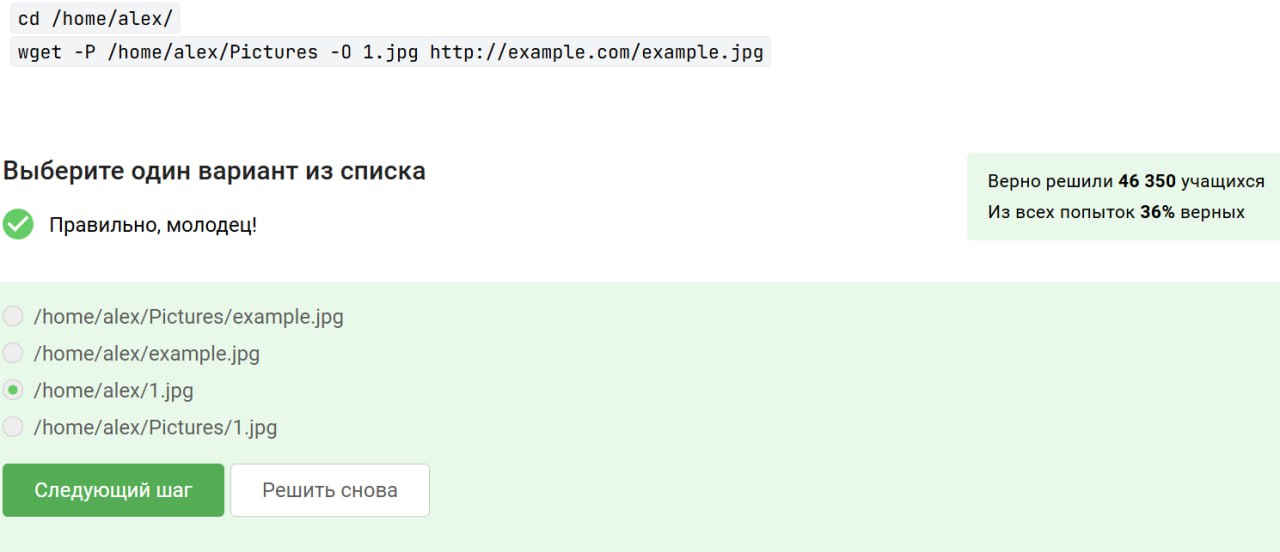 cd /home/alex/
wget -P /home/alex/Pictures -O 1.jpg http://example.com/example.jpg
Выберите один вариант из списка
Правильно, молодец!
Верно решили 46 350 учащихся
Из всех попыток 36% верных
/home/alex/Pictures/example.jpg
/home/alex/example.jpg
/home/alex/1.jpg
/home/alex/Pictures/1.jpg
Следующий шаг
Решить снова